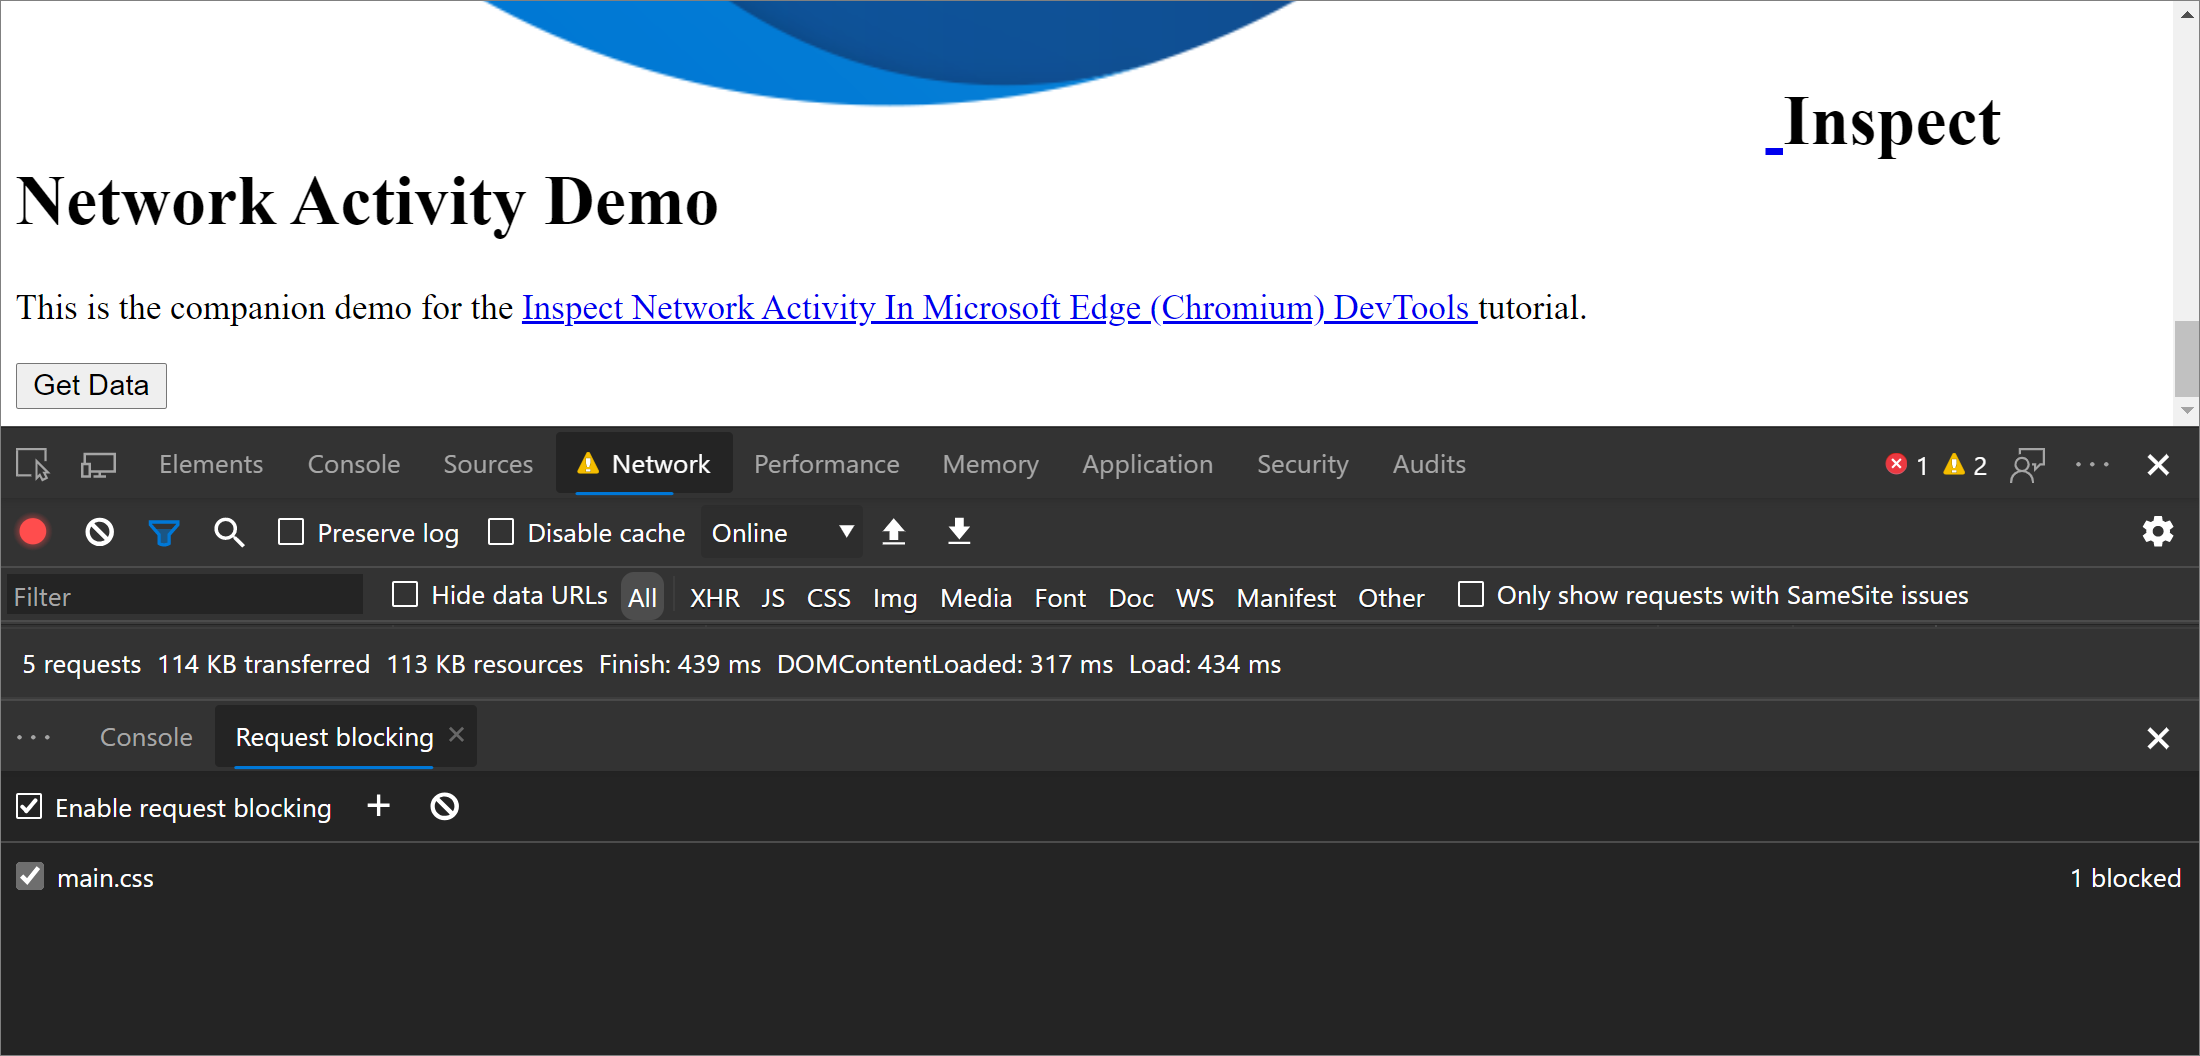 Inspect
Network Activity Demo
This is the companion demo for the Inspect Network Activity In Microsoft Edge (Chromium) DevTools tutorial.
Get Data
Elements Console Sources Network Performance Memory Application Security Audits 1 2
Preserve log Disable cache Online
Filter Hide data URLs All XHR JS CSS Img Media Font Doc WS Manifest Other Only show requests with SameSite issues
5 requests 114 KB transferred 113 KB resources Finish: 439 ms DOMContentLoaded: 317 ms Load: 434 ms
Console Request blocking
Enable request blocking
main.css 1 blocked